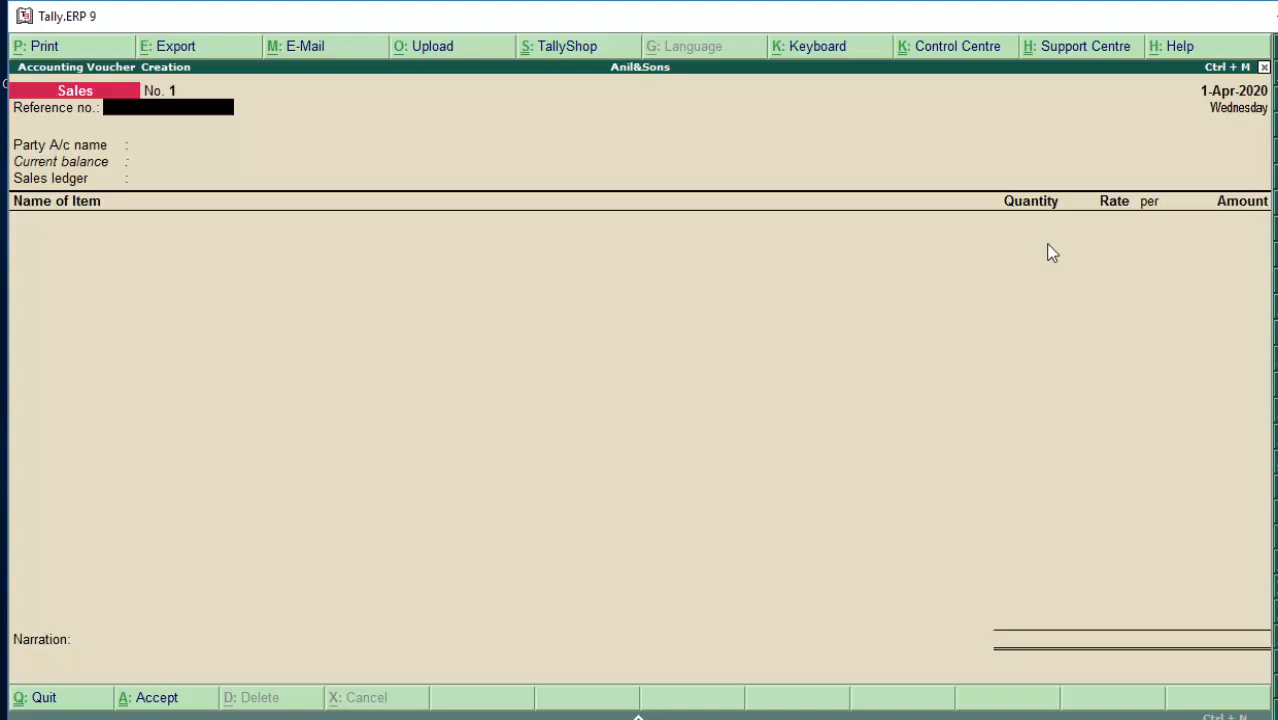 Tally.ERP 9
P: Print E: Export M: E-Mail O: Upload S: TallyShop G: Language K: Keyboard K: Control Centre H: Support Centre H: Help
Accounting Voucher Creation Anil&Sons Ctrl + M
Sales No. 1 1-Apr-2020
Reference no.: Wednesday
Party A/c name :
Current balance :
Sales ledger :
Name of Item Quantity Rate per Amount
Narration:
Q: Quit A: Accept D: Delete X: Cancel
Ctrl + N